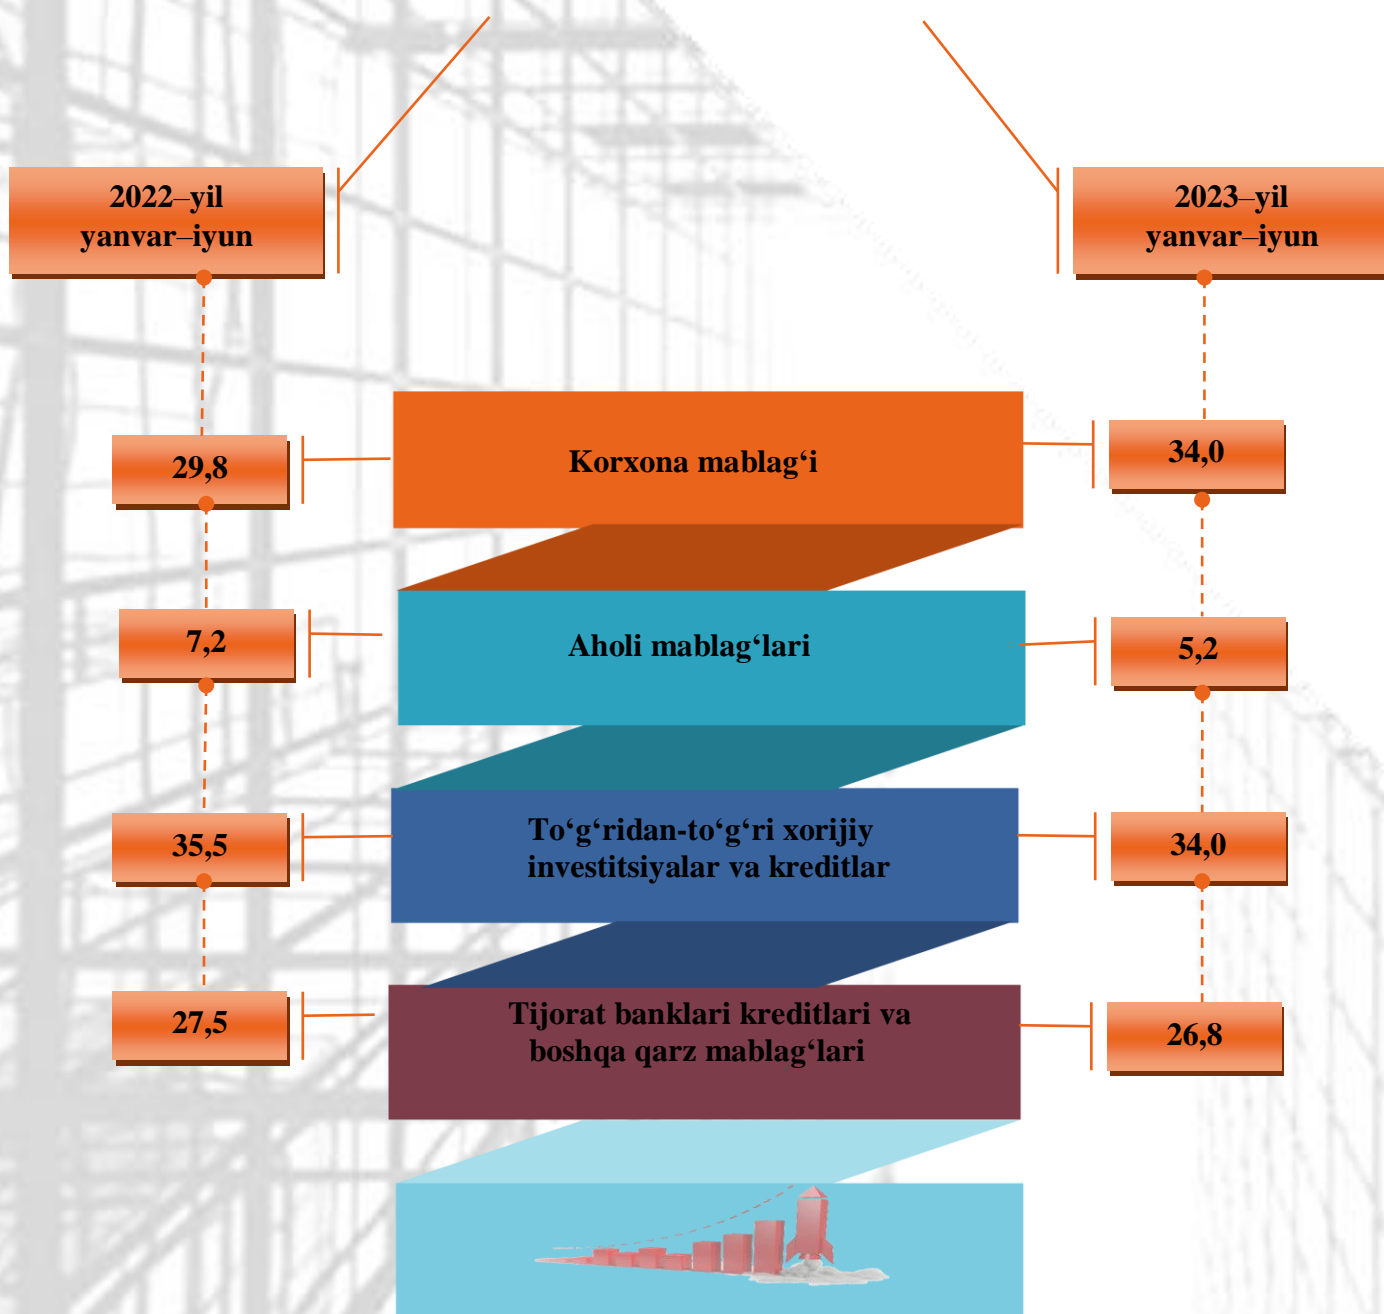 2022–yil
yanvar–iyun
2023–yil
yanvar–iyun
29,8
Korxona mablag‘i
34,0
7,2
Aholi mablag‘lari
5,2
35,5
To‘g‘ridan-to‘g‘ri xorijiy
investitsiyalar va kreditlar
34,0
27,5
Tijorat banklari kreditlari va
boshqa qarz mablag‘lari
26,8